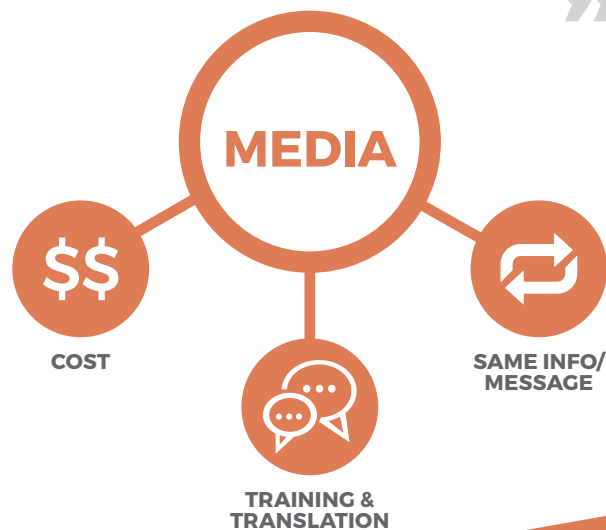 MEDIA
$$
COST
SAME INFO/
MESSAGE
TRAINING &
TRANSLATION